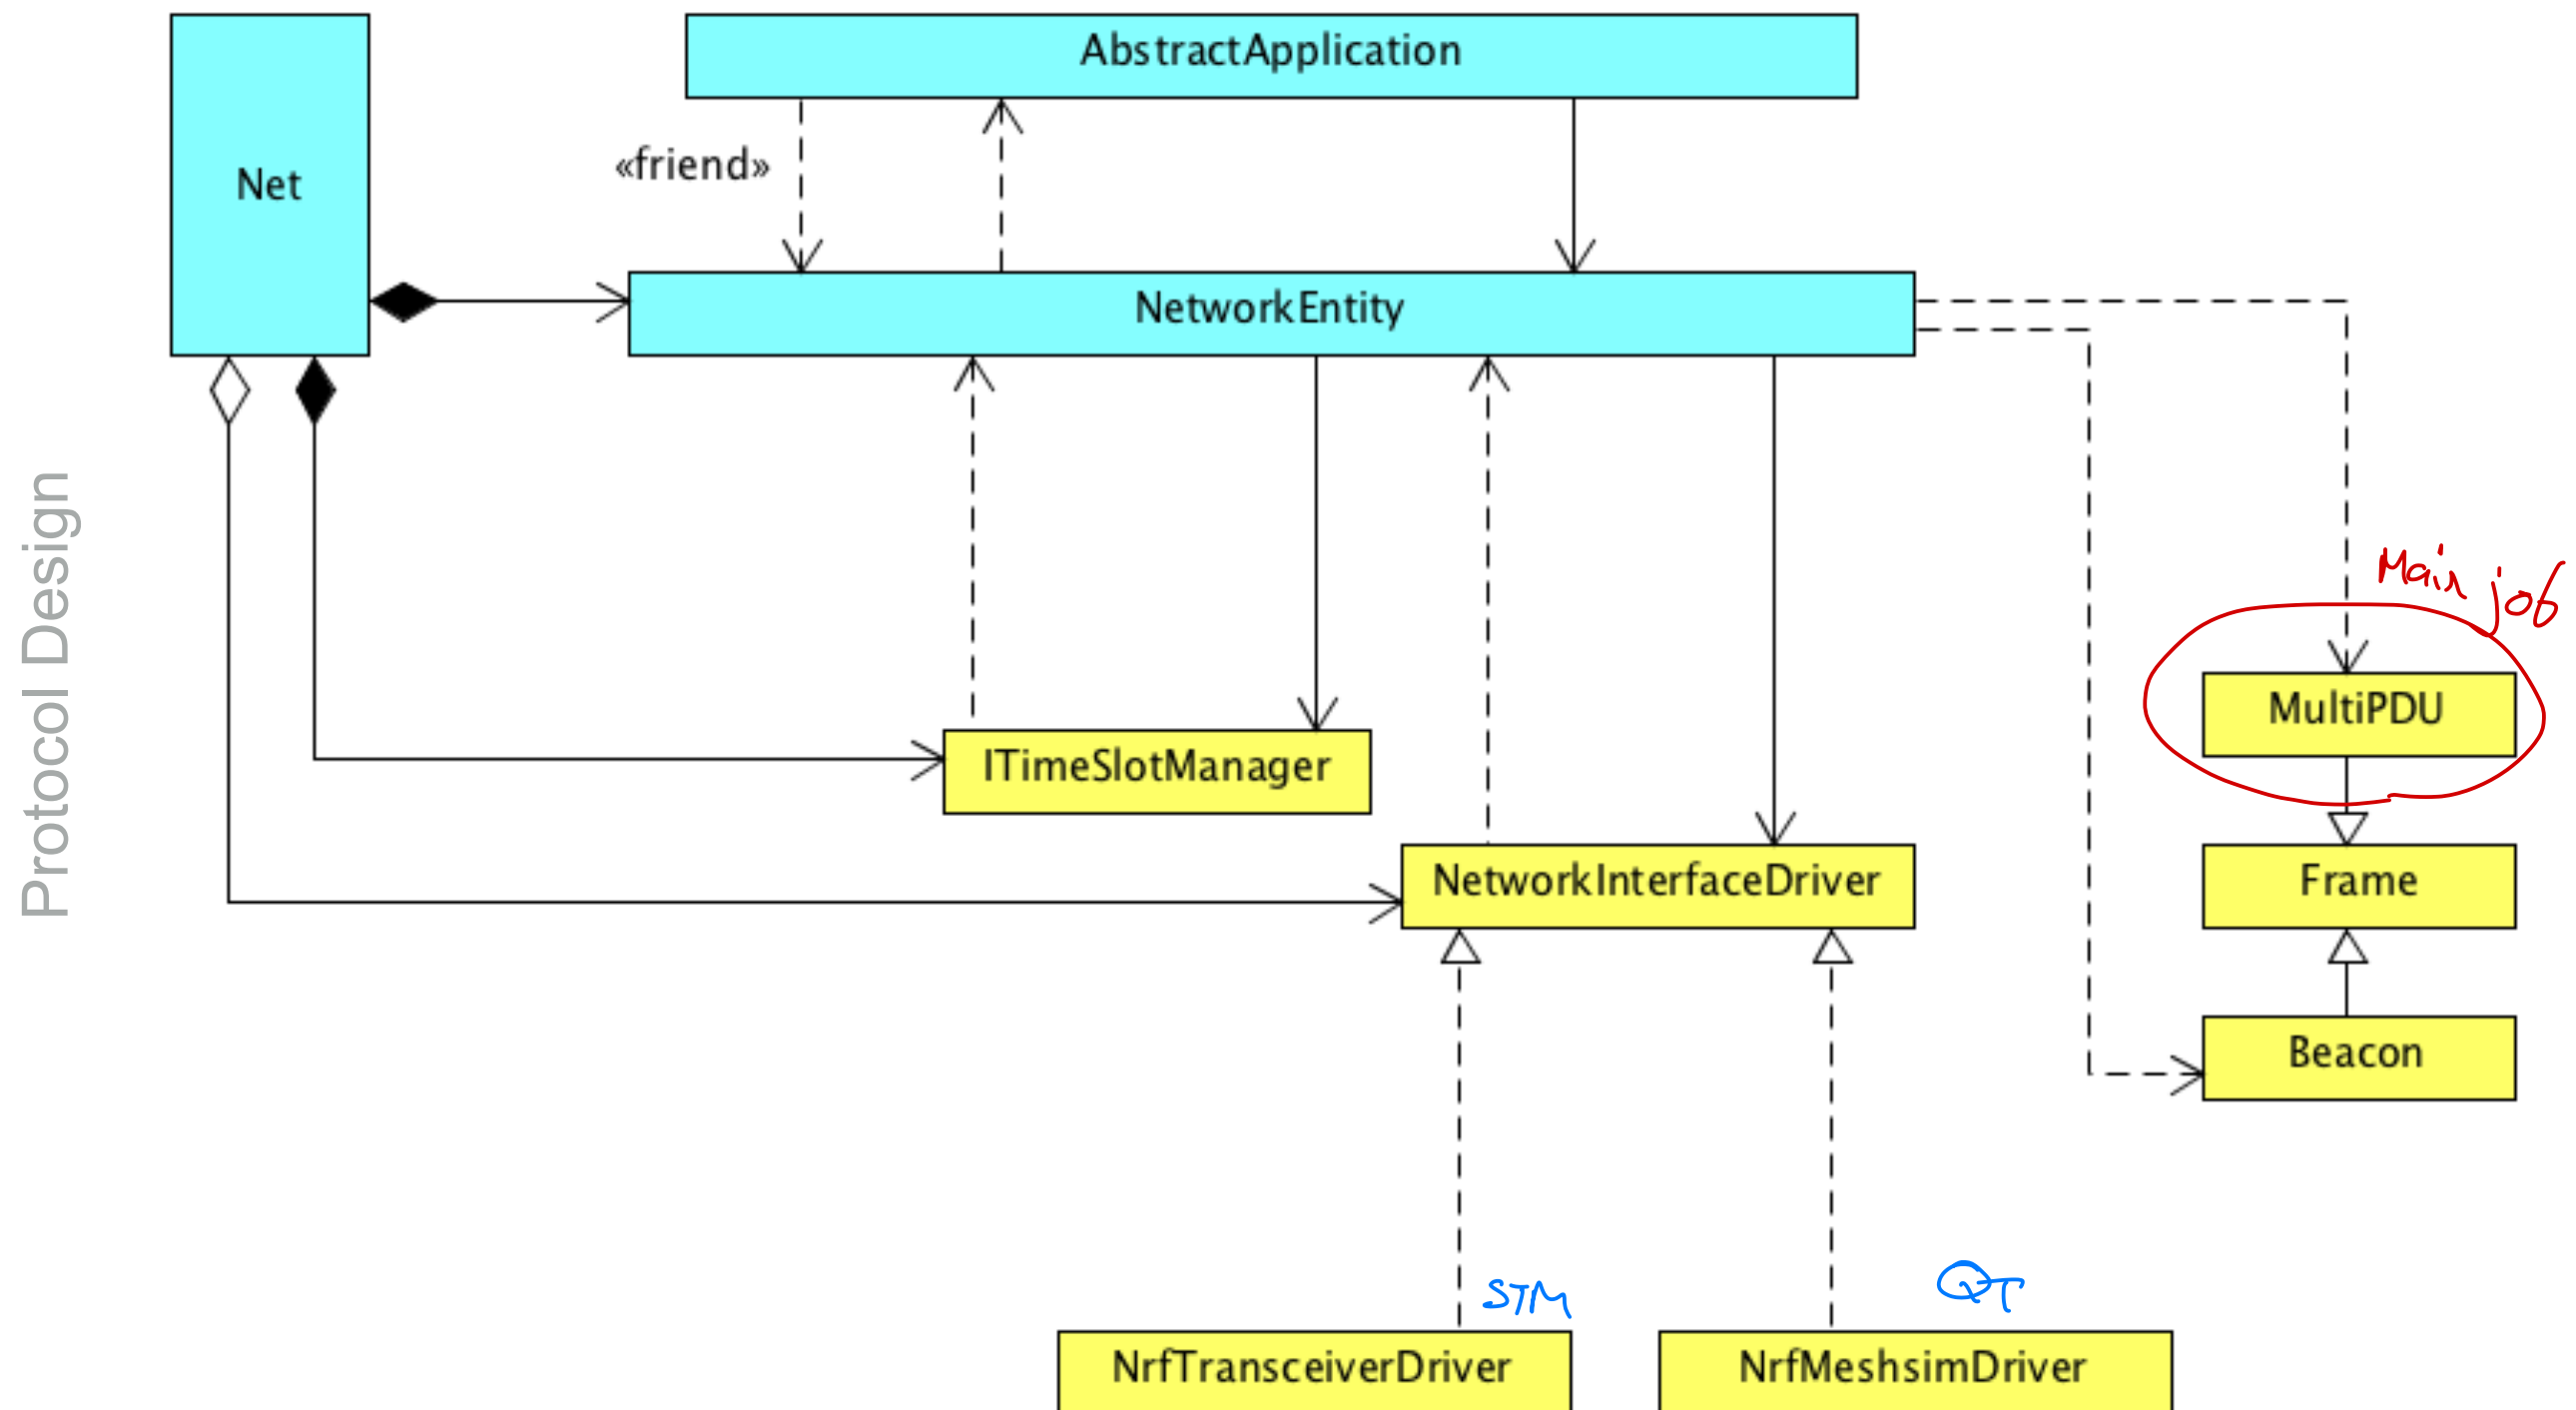 Protocol Design
Net
AbstractApplication
«friend»
NetworkEntity
Main job
MultiPDU
ITimeSlotManager
NetworkInterfaceDriver
Frame
Beacon
STM
QT
NrfTransceiverDriver
NrfMeshsimDriver